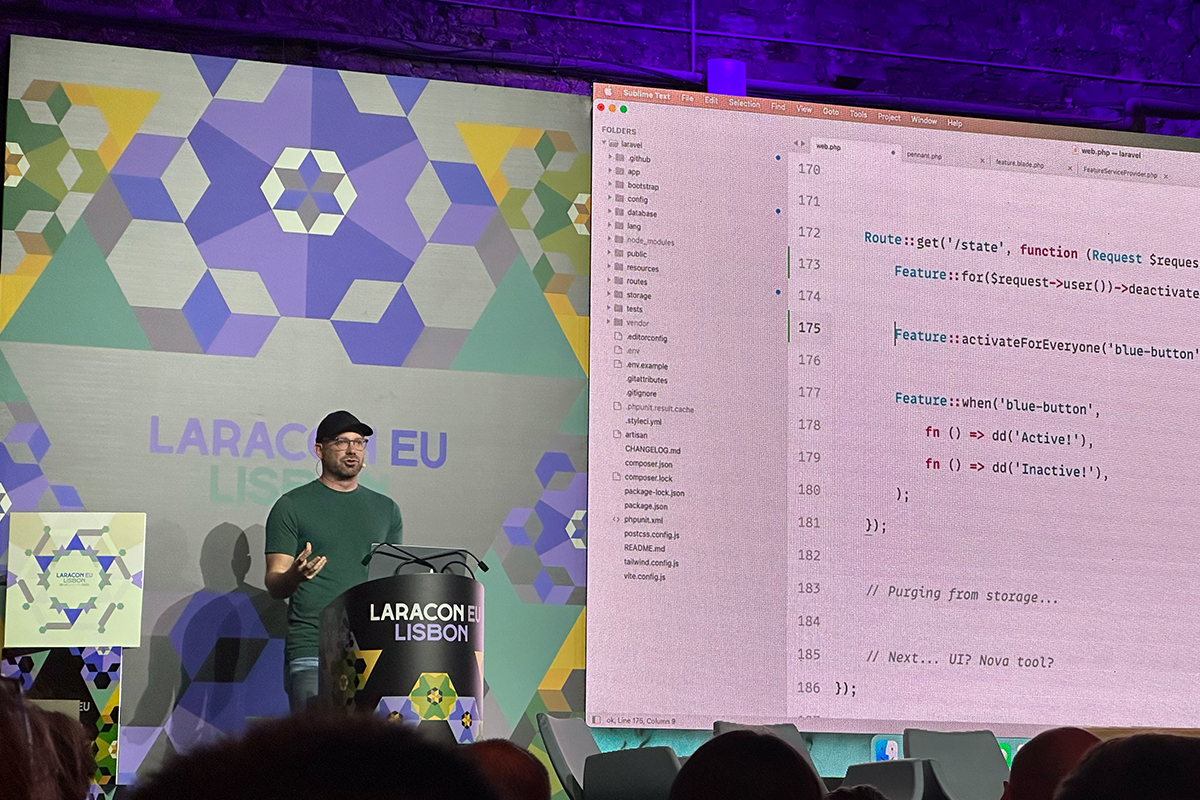 Sublime Text File Edit Selection Find View Goto Tools Project Window Help
web.php — laravel
FOLDERS
laravel
.github
app
bootstrap
config
database
lang
node_modules
public
resources
routes
storage
tests
vendor
.editorconfig
.env
.env.example
.gitattributes
.gitignore
.phpunit.result.cache
.styleci.yml
artisan
CHANGELOG.md
composer.json
composer.lock
package-lock.json
package.json
phpunit.xml
postcss.config.js
README.md
tailwind.config.js
vite.config.js
web.php pennant.php feature.blade.php FeatureServiceProvider.php
170
171
172 Route::get('/state', function (Request $reques
173 Feature::for($request->user())->deactivate
174
175 Feature::activateForEveryone('blue-button'
176
177 Feature::when('blue-button',
178 fn () => dd('Active!'),
179 fn () => dd('Inactive!'),
180 );
181 });
182
183 // Purging from storage...
184
185 // Next... UI? Nova tool?
186 });
ok, Line 175, Column 9
LARACON EU
LISBON
LARACON EU
LISBON
LARACON EU
LISBON
EU